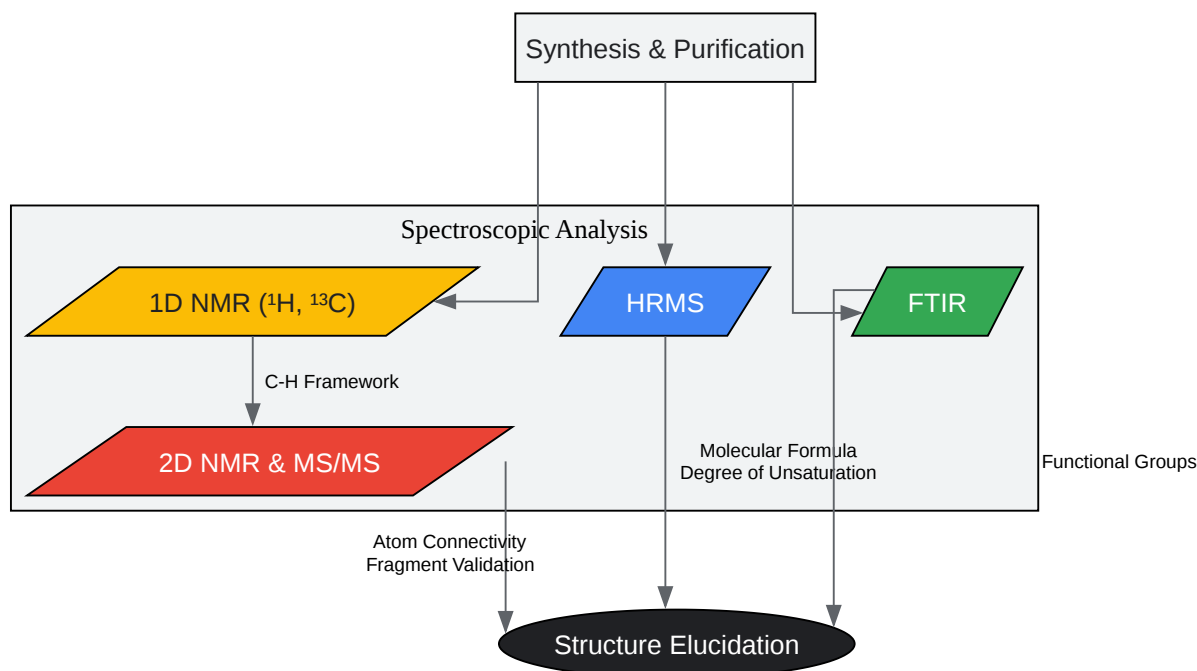 Synthesis & Purification
Spectroscopic Analysis
1D NMR (¹H, ¹³C)
HRMS
FTIR
C-H Framework
2D NMR & MS/MS
Molecular Formula
Degree of Unsaturation
Functional Groups
Atom Connectivity
Fragment Validation
Structure Elucidation